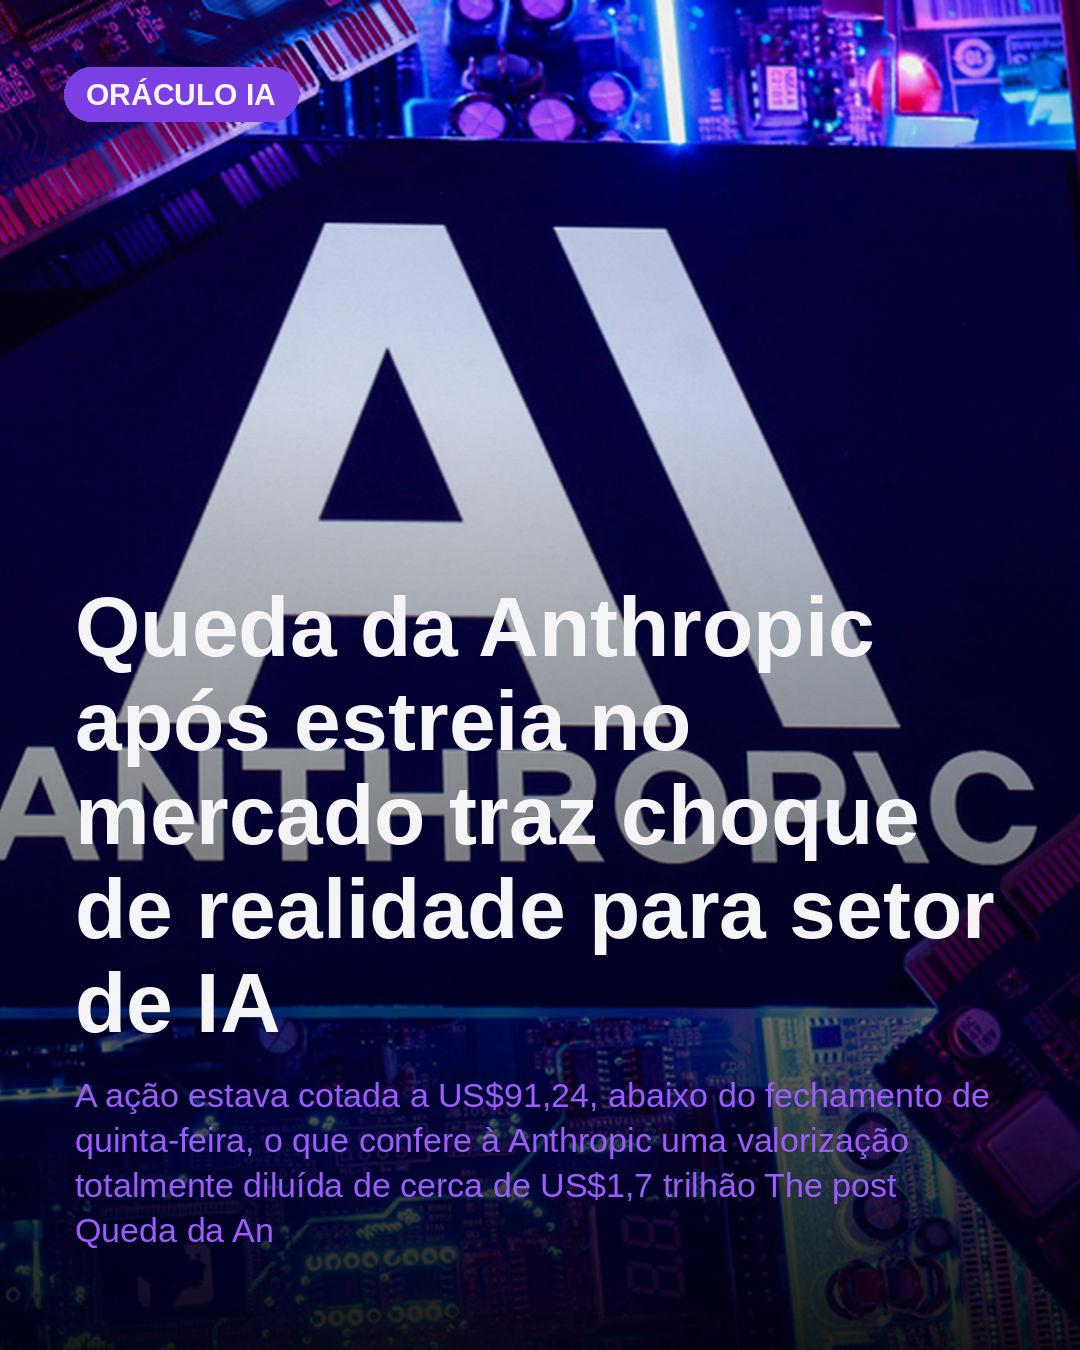 ORÁCULO IA
Queda da Anthropic
após estreia no
mercado traz choque
de realidade para setor
de IA
ANTHROP\C
A ação estava cotada a US$91,24, abaixo do fechamento de
quinta-feira, o que confere à Anthropic uma valorização
totalmente diluída de cerca de US$1,7 trilhão The post
Queda da An